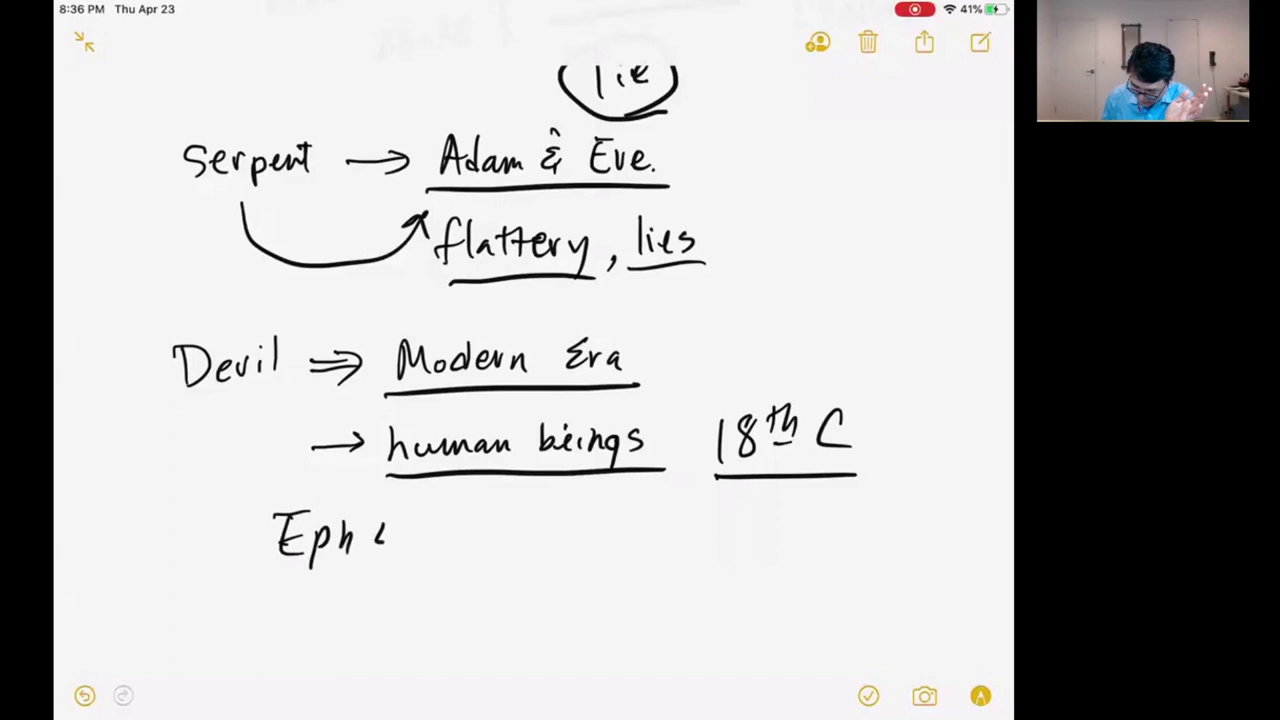 8:36 PM Thu Apr 23 41%
lie
Serpent → Adam & Eve.
flattery, lies
Devil ⇒ Modern Era
→ human beings 18th C
Eph